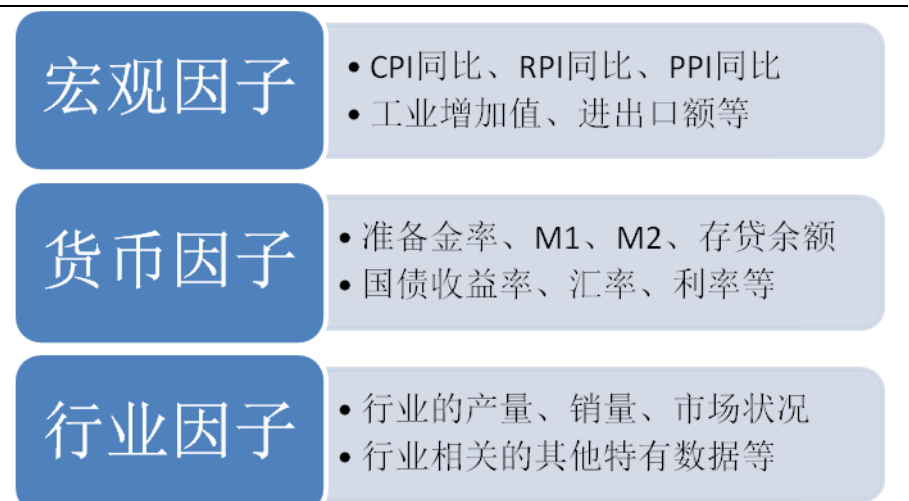 宏观因子
• CPI同比、RPI同比、PPI同比
• 工业增加值、进出口额等
货币因子
• 准备金率、M1、M2、存贷余额
• 国债收益率、汇率、利率等
行业因子
• 行业的产量、销量、市场状况
• 行业相关的其他特有数据等